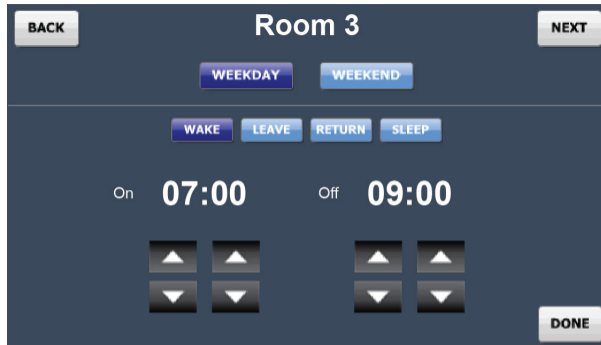 BACK Room 3 NEXT
WEEKDAY WEEKEND
WAKE LEAVE RETURN SLEEP
On 07:00 Off 09:00
DONE